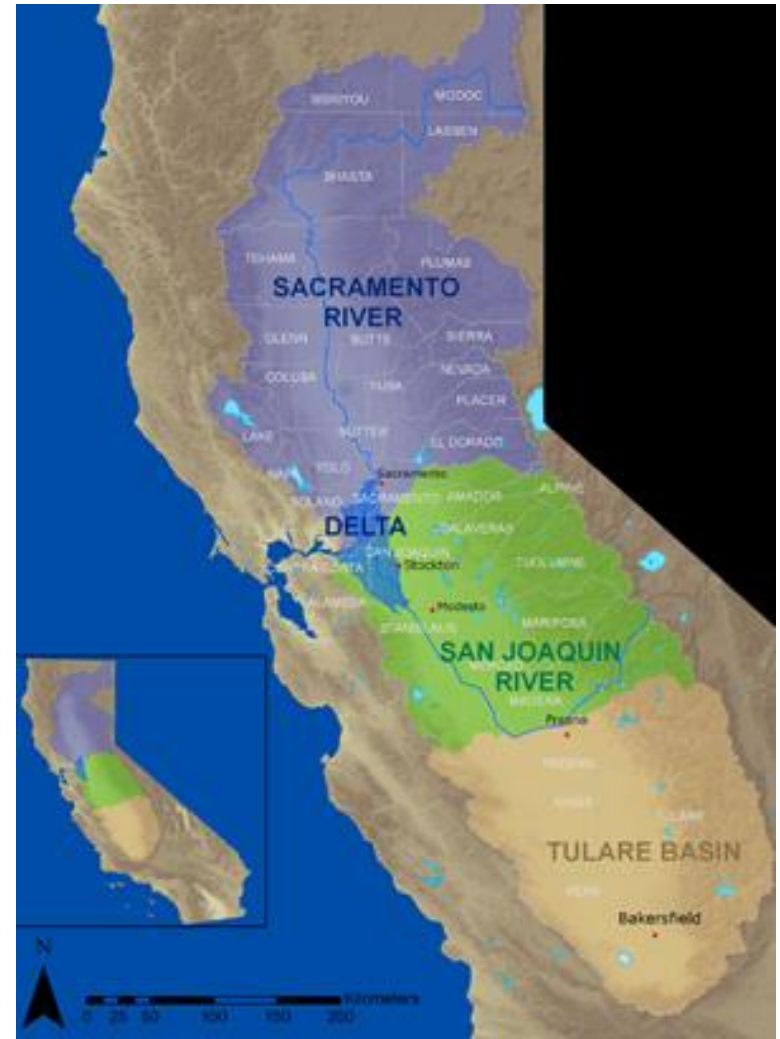 SISKIYOU
MODOC
LASSEN
SHASTA
TEHAMA
PLUMAS
SACRAMENTO
RIVER
GLENN
BUTTE
SIERRA
COLUSA
YUBA
NEVADA
PLACER
LAKE
SUTTER
EL DORADO
YOLO
Sacramento
SOLANO
SACRAMENTO
AMADOR
ALPINE
DELTA
CALAVERAS
SAN JOAQUIN
Stockton
TUOLUMNE
CONTRA COSTA
ALAMEDA
Modesto
STANISLAUS
MARIPOSA
SAN JOAQUIN
RIVER
MERCED
MADERA
Fresno
FRESNO
KINGS
TULARE
TULARE BASIN
KERN
Bakersfield
N
Kilometers
0 25 50 100 150 200